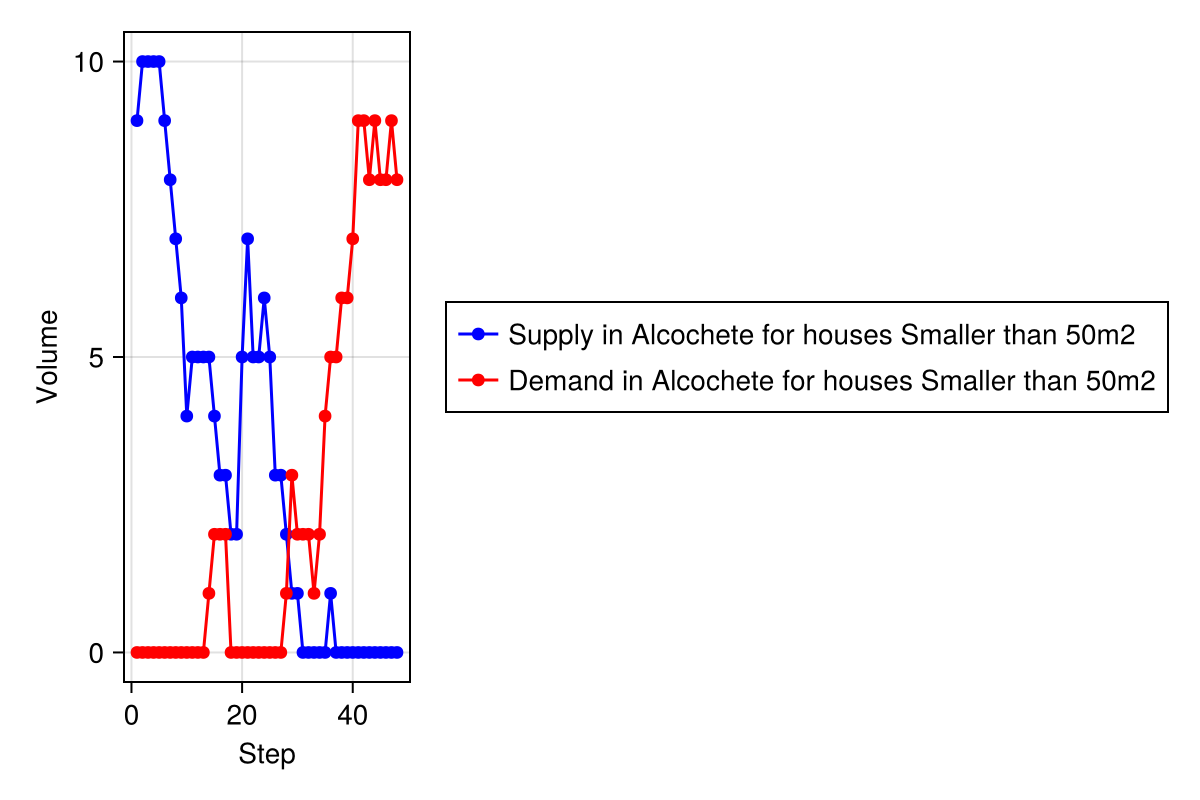 10
5
0
Volume
0 20 40
Step
Supply in Alcochete for houses Smaller than 50m2
Demand in Alcochete for houses Smaller than 50m2